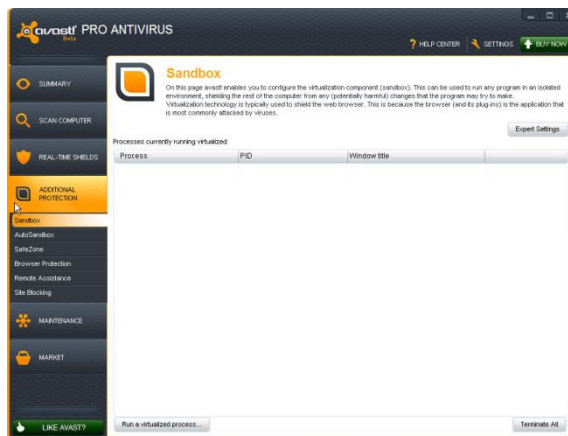 avast! PRO ANTIVIRUS
Beta
? HELP CENTER
SETTINGS
BUY NOW
SUMMARY
SCAN COMPUTER
REAL-TIME SHIELDS
ADDITIONAL
PROTECTION
Sandbox
AutoSandbox
SafeZone
Browser Protection
Remote Assistance
Site Blocking
MAINTENANCE
MARKET
LIKE AVAST?
Sandbox
On this page avast! enables you to configure the virtualization component (sandbox). This can be used to run any program in an isolated
environment, shielding the rest of the computer from any (potentially harmful) changes that the program may try to make.
Virtualization technology is typically used to shield the web browser. This is because the browser (and its plug-ins) is the application that
is most commonly attacked by viruses.
Expert Settings
Processes currently running virtualized:
Process PID Window title
Run a virtualized process...
Terminate All